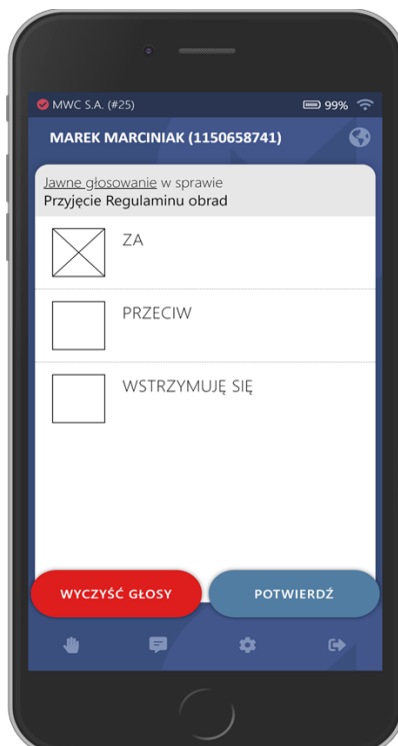 MWC S.A. (#25) 99%
MAREK MARCINIAK (1150658741)
Jawne głosowanie w sprawie
Przyjęcie Regulaminu obrad
ZA
PRZECIW
WSTRZYMUJĘ SIĘ
WYCZYŚĆ GŁOSY POTWIERDŹ